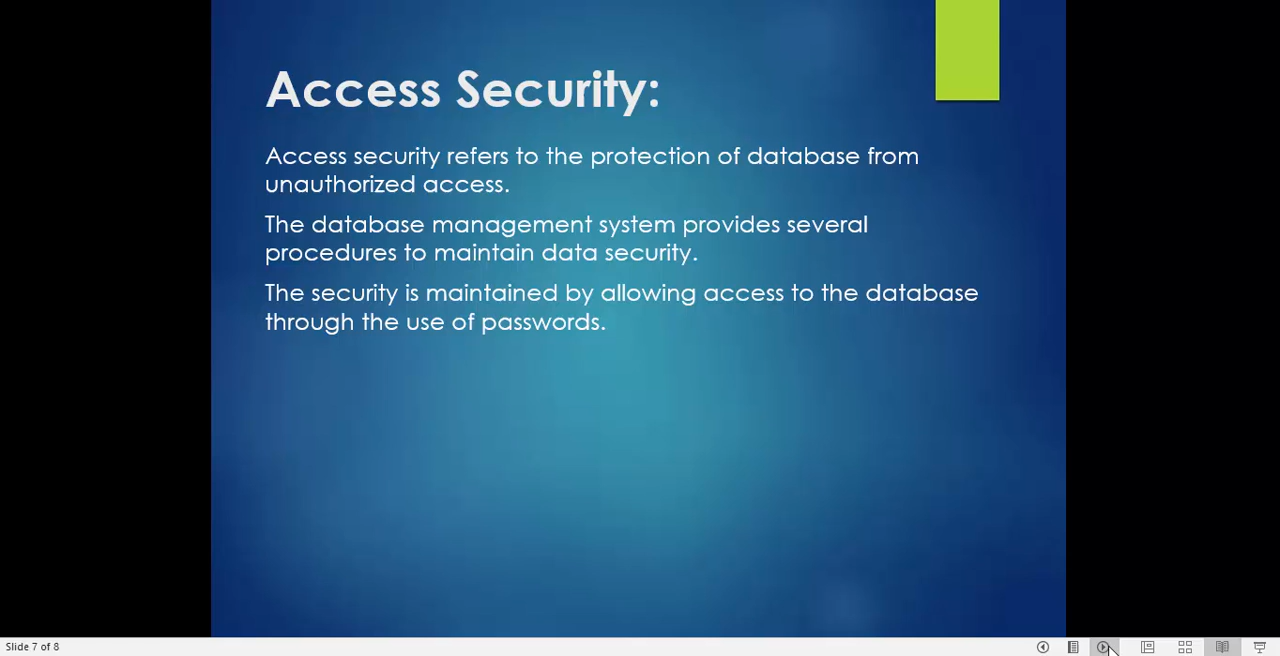 Access Security:
Access security refers to the protection of database from
unauthorized access.
The database management system provides several
procedures to maintain data security.
The security is maintained by allowing access to the database
through the use of passwords.
Slide 7 of 8